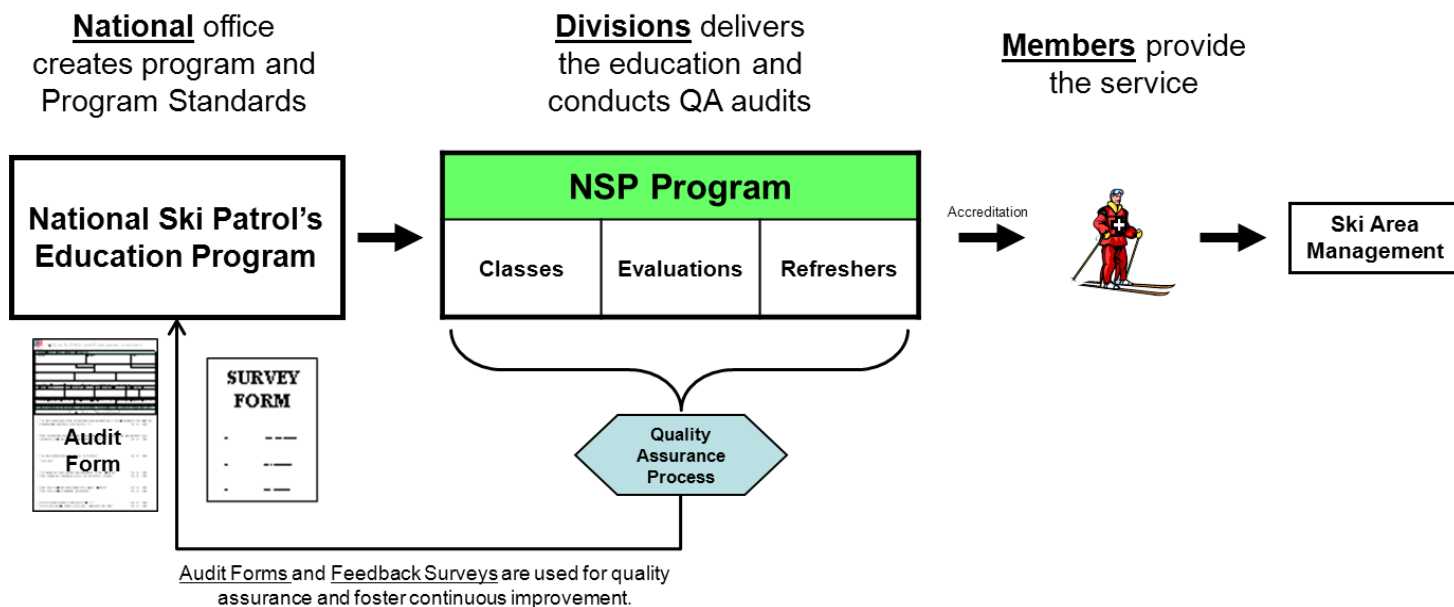 National office
creates program and
Program Standards
Divisions delivers
the education and
conducts QA audits
Members provide
the service
National Ski Patrol’s
Education Program
NSP Program
Classes
Evaluations
Refreshers
Accreditation
Ski Area
Management
Audit
Form
SURVEY
FORM
Quality
Assurance
Process
Audit Forms and Feedback Surveys are used for quality
assurance and foster continuous improvement.